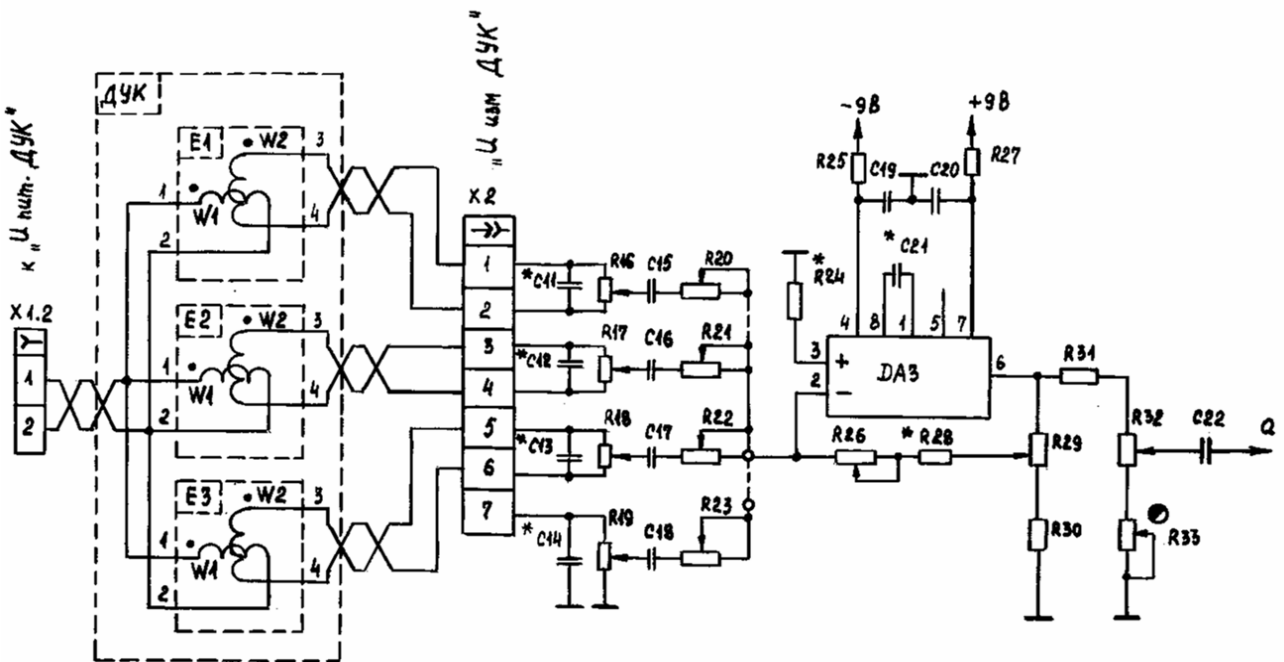 к „U пит. ДУК"
X1.2
1
2
ДУК
E1
W2
3
1
W1
4
2
E2
W2
3
1
W1
4
2
E3
W2
3
1
W1
4
2
„U изм ДУК"
X2
1
2
3
4
5
6
7
*C11
R16
C15
R20
*C12
R17
C16
R21
*C13
R18
C17
R22
*C14
R19
C18
R23
-9В
+9В
R25
C19
C20
R27
* C21
* R24
4
8
1
5
7
3
+
2
-
DA3
6
R26
* R28
R31
R29
R30
R32
R33
C22
Q